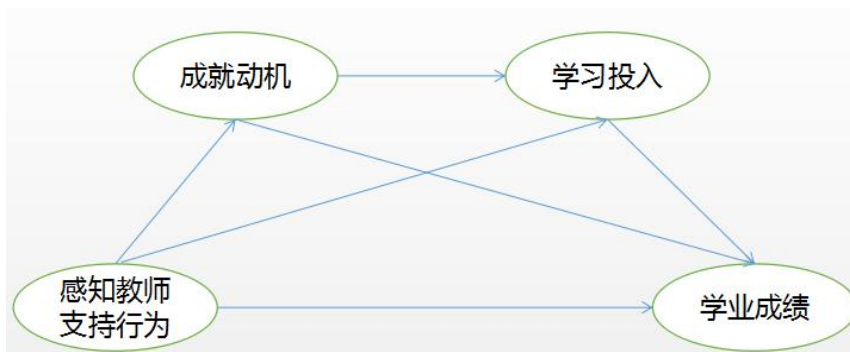 成就动机
学习投入
感知教师
支持行为
学业成绩